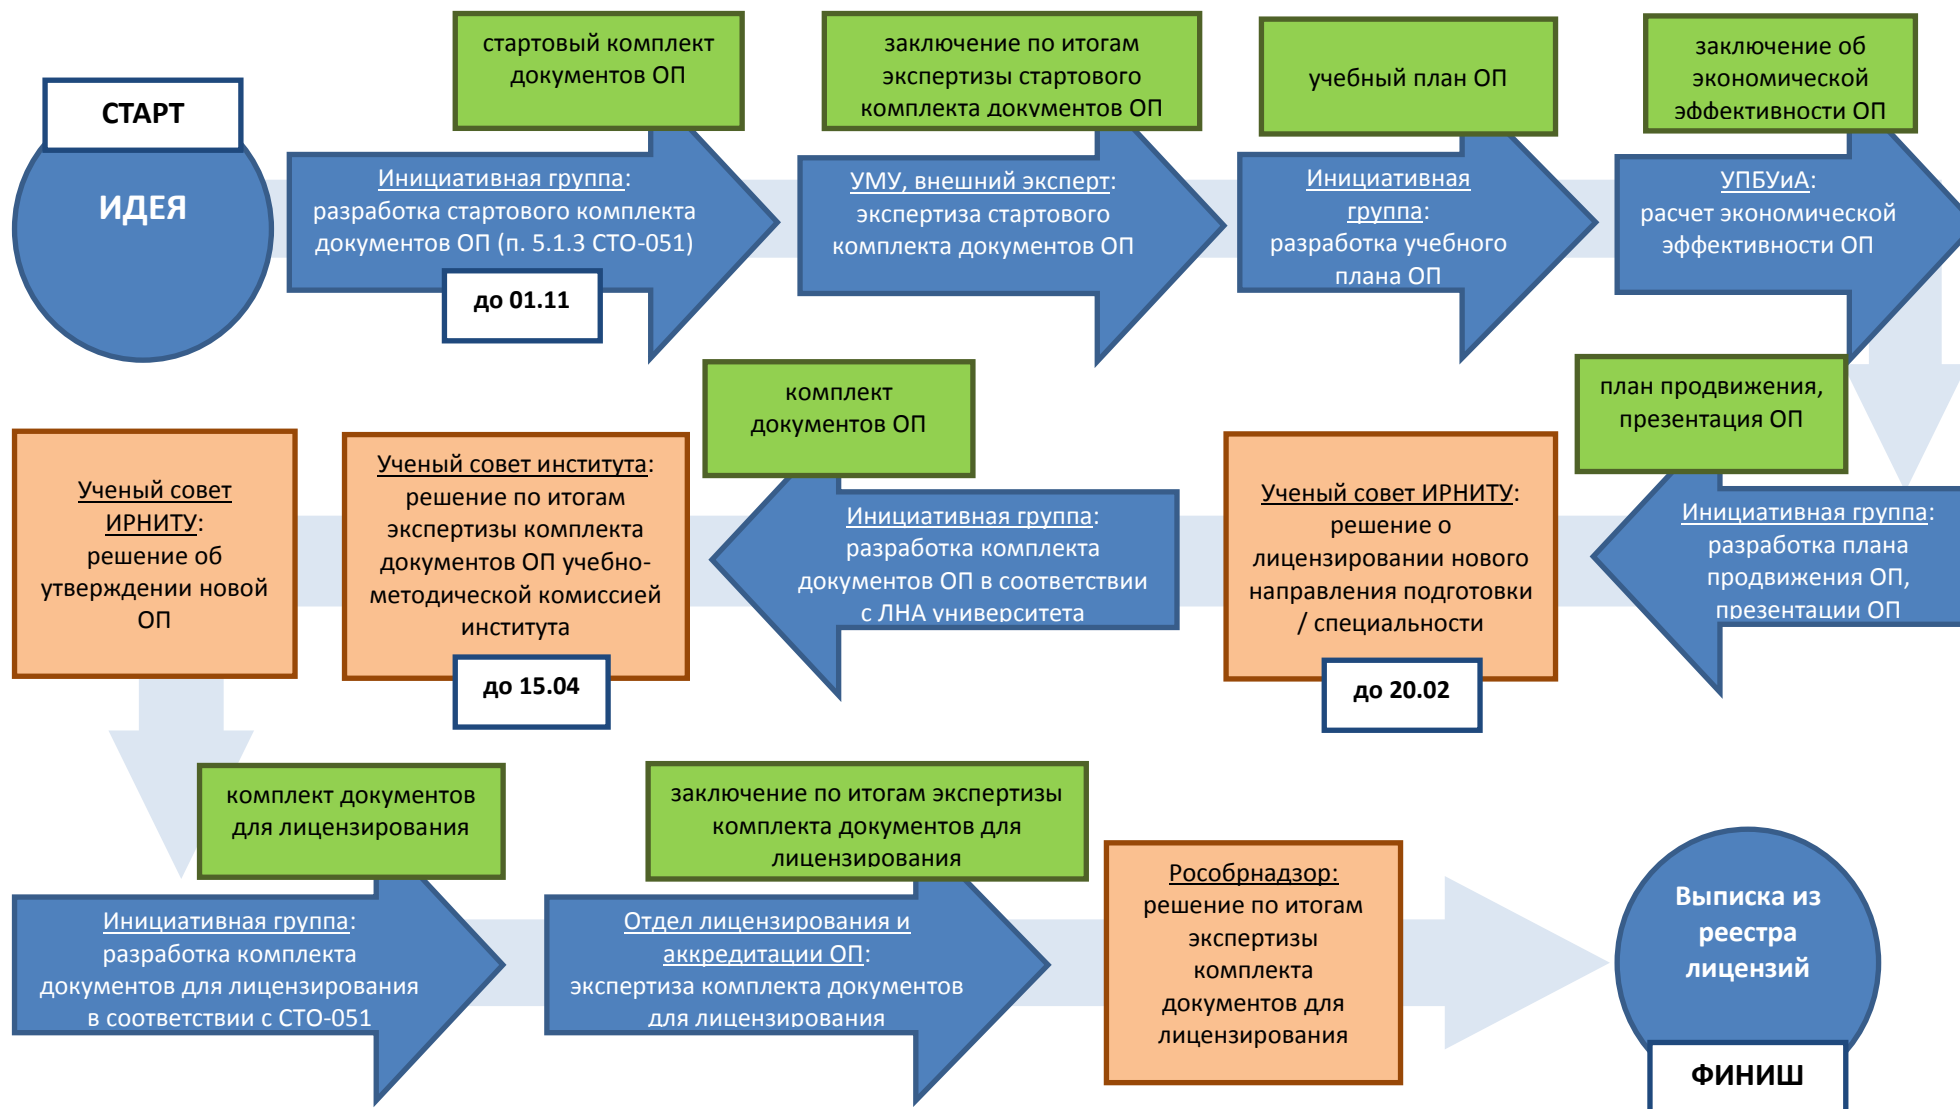 СТАРТ
ИДЕЯ
стартовый комплект
документов ОП
Инициативная группа:
разработка стартового комплекта
документов ОП (п. 5.1.3 СТО-051)
до 01.11
заключение по итогам
экспертизы стартового
комплекта документов ОП
УМУ, внешний эксперт:
экспертиза стартового
комплекта документов ОП
учебный план ОП
Инициативная
группа:
разработка учебного
плана ОП
заключение об
экономической
эффективности ОП
УПБУиА:
расчет экономической
эффективности ОП
план продвижения,
презентация ОП
Инициативная группа:
разработка плана
продвижения ОП,
презентации ОП
Ученый совет ИРНИТУ:
решение о
лицензировании нового
направления подготовки
/ специальности
до 20.02
комплект
документов ОП
Инициативная группа:
разработка комплекта
документов ОП в соответствии
с ЛНА университета
Ученый совет института:
решение по итогам
экспертизы комплекта
документов ОП учебно-
методической комиссией
института
до 15.04
Ученый совет
ИРНИТУ:
решение об
утверждении новой
ОП
комплект документов
для лицензирования
Инициативная группа:
разработка комплекта
документов для лицензирования
в соответствии с СТО-051
заключение по итогам экспертизы
комплекта документов для
лицензирования
Отдел лицензирования и
аккредитации ОП:
экспертиза комплекта документов
для лицензирования
Рособрнадзор:
решение по итогам
экспертизы
комплекта
документов для
лицензирования
Выписка из
реестра
лицензий
ФИНИШ